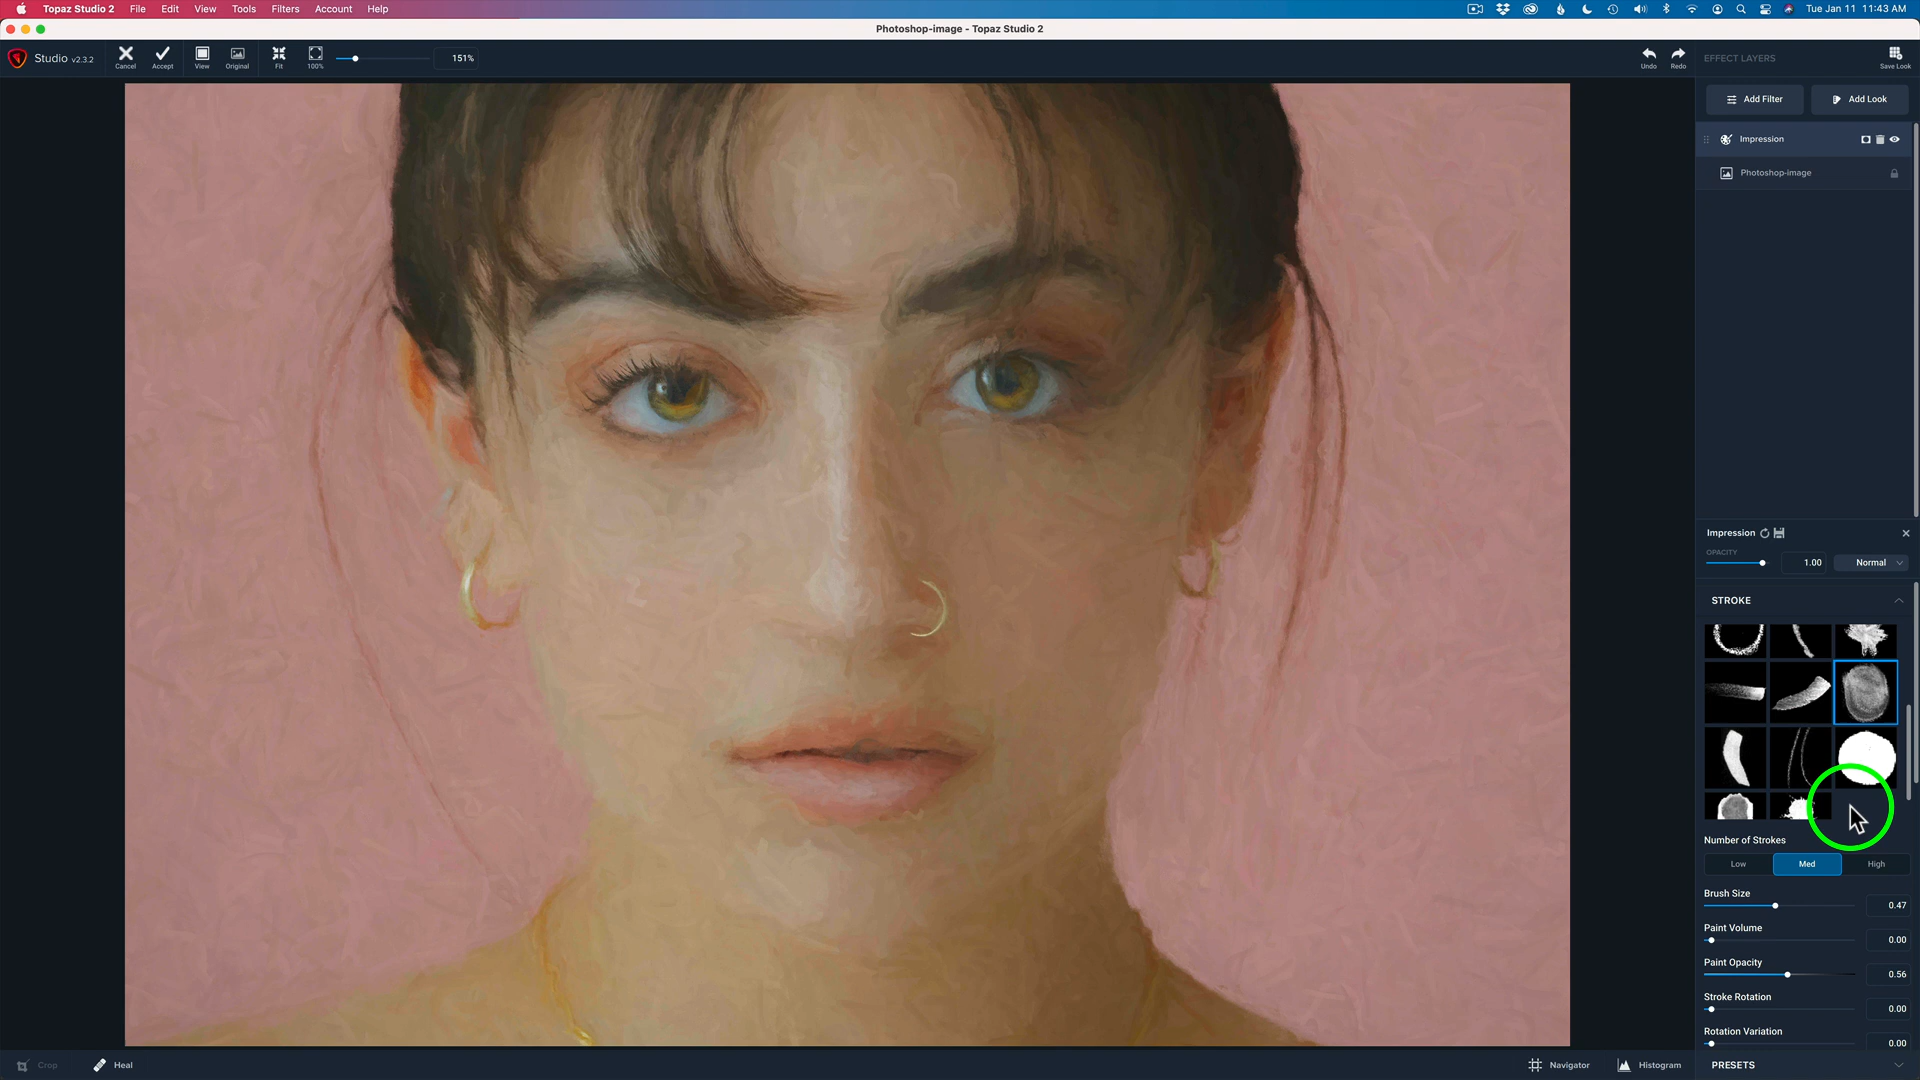 Topaz Studio 2 File Edit View Tools Filters Account Help Tue Jan 11 11:43 AM
Photoshop-image - Topaz Studio 2
Studio v2.3.2 Cancel Accept View Original Fit 100% 151% Undo Redo EFFECT LAYERS Save Look
Add Filter Add Look
Impression
Photoshop-image
Impression
OPACITY
1.00 Normal
STROKE
Number of Strokes
Low Med High
Brush Size
0.47
Paint Volume
0.00
Paint Opacity
0.56
Stroke Rotation
0.00
Rotation Variation
0.00
Crop Heal Navigator Histogram PRESETS